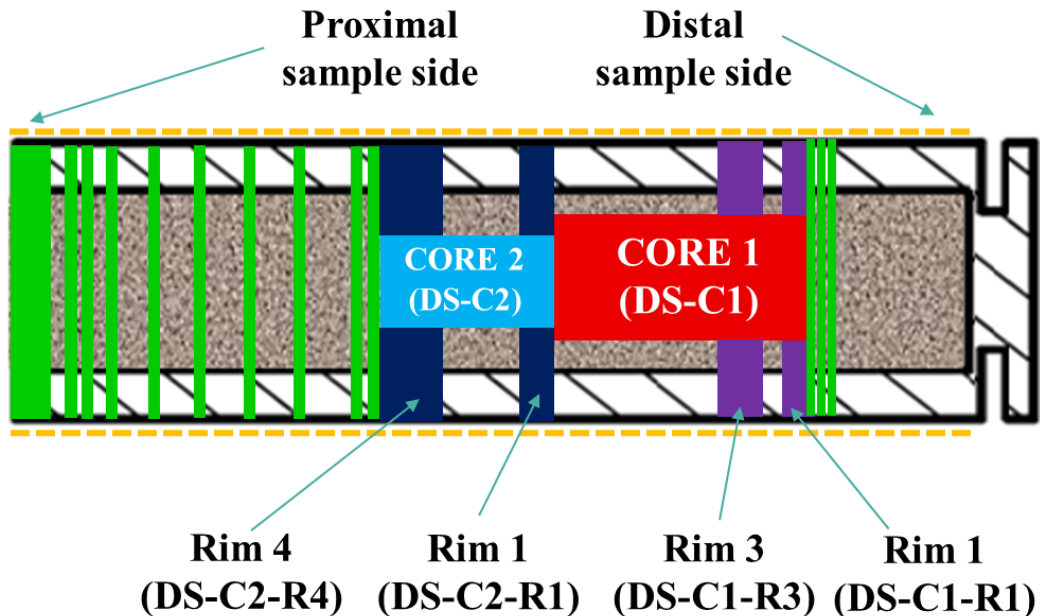 Proximal
sample side
Distal
sample side
CORE 2
(DS-C2)
CORE 1
(DS-C1)
Rim 4
(DS-C2-R4)
Rim 1
(DS-C2-R1)
Rim 3
(DS-C1-R3)
Rim 1
(DS-C1-R1)